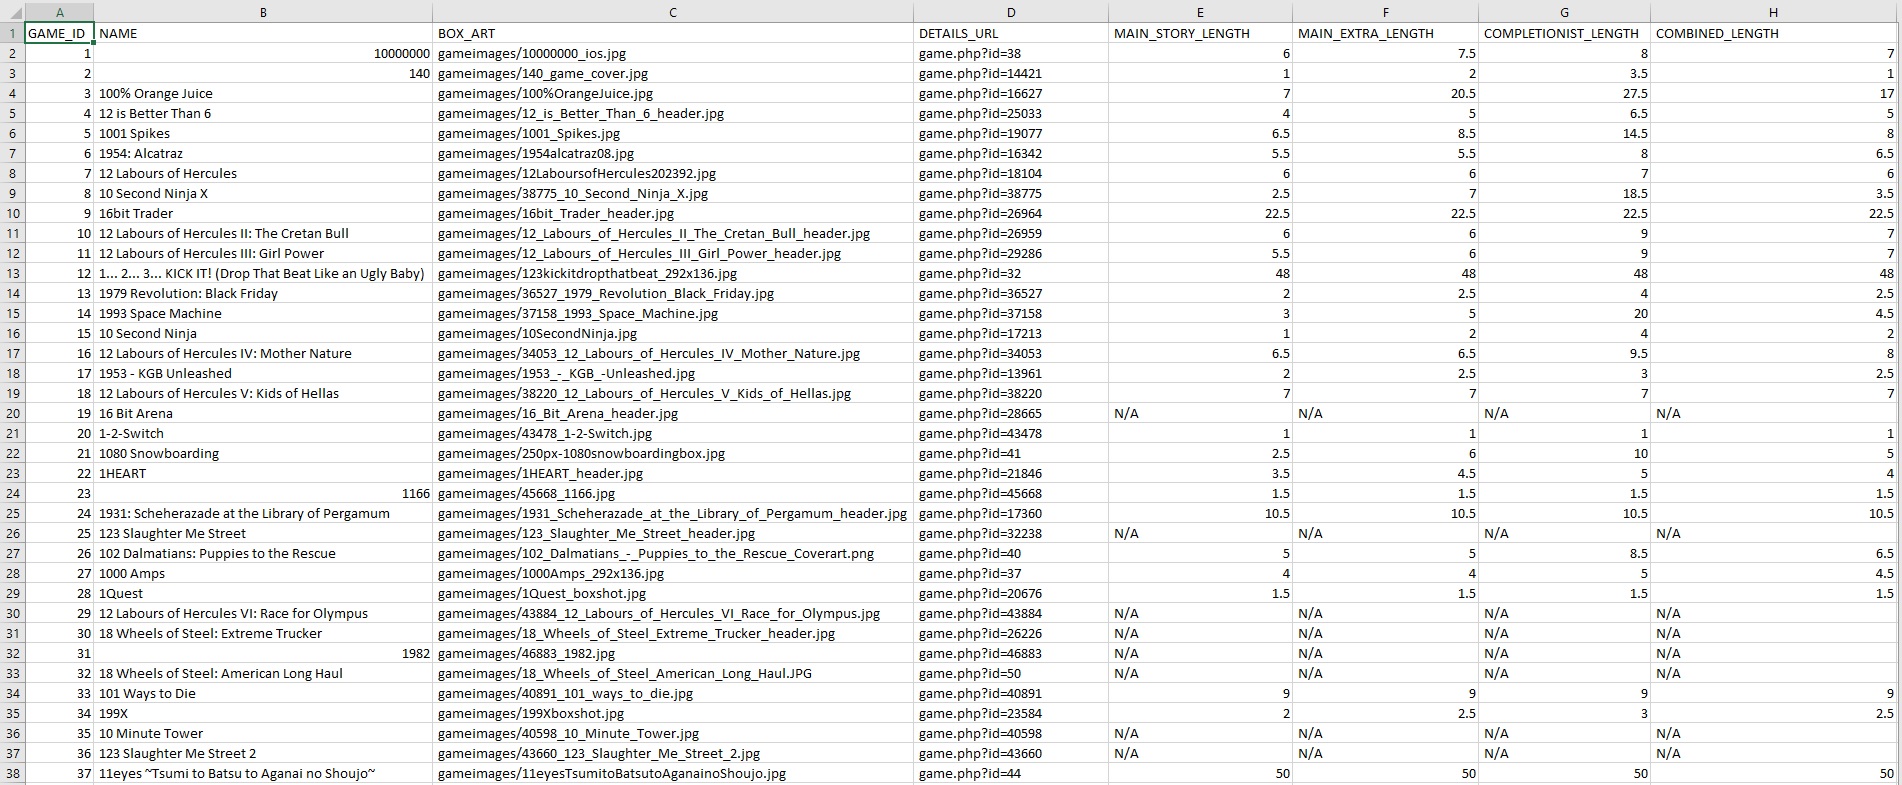 A B C D E F G H
1 GAME_ID NAME BOX_ART DETAILS_URL MAIN_STORY_LENGTH MAIN_EXTRA_LENGTH COMPLETIONIST_LENGTH COMBINED_LENGTH
2 1 10000000 gameimages/10000000_ios.jpg game.php?id=38 6 7.5 8 7
3 2 140 gameimages/140_game_cover.jpg game.php?id=14421 1 2 3.5 1
4 3 100% Orange Juice gameimages/100%OrangeJuice.jpg game.php?id=16627 7 20.5 27.5 17
5 4 12 is Better Than 6 gameimages/12_is_Better_Than_6_header.jpg game.php?id=25033 4 5 6.5 5
6 5 1001 Spikes gameimages/1001_Spikes.jpg game.php?id=19077 6.5 8.5 14.5 8
7 6 1954: Alcatraz gameimages/1954alcatraz08.jpg game.php?id=16342 5.5 5.5 8 6.5
8 7 12 Labours of Hercules gameimages/12LaboursofHercules202392.jpg game.php?id=18104 6 6 7 6
9 8 10 Second Ninja X gameimages/38775_10_Second_Ninja_X.jpg game.php?id=38775 2.5 7 18.5 3.5
10 9 16bit Trader gameimages/16bit_Trader_header.jpg game.php?id=26964 22.5 22.5 22.5 22.5
11 10 12 Labours of Hercules II: The Cretan Bull gameimages/12_Labours_of_Hercules_II_The_Cretan_Bull_header.jpg game.php?id=26959 6 6 9 7
12 11 12 Labours of Hercules III: Girl Power gameimages/12_Labours_of_Hercules_III_Girl_Power_header.jpg game.php?id=29286 5.5 6 9 7
13 12 1... 2... 3... KICK IT! (Drop That Beat Like an Ugly Baby) gameimages/123kickitdropthatbeat_292x136.jpg game.php?id=32 48 48 48 48
14 13 1979 Revolution: Black Friday gameimages/36527_1979_Revolution_Black_Friday.jpg game.php?id=36527 2 2.5 4 2.5
15 14 1993 Space Machine gameimages/37158_1993_Space_Machine.jpg game.php?id=37158 3 5 20 4.5
16 15 10 Second Ninja gameimages/10SecondNinja.jpg game.php?id=17213 1 2 4 2
17 16 12 Labours of Hercules IV: Mother Nature gameimages/34053_12_Labours_of_Hercules_IV_Mother_Nature.jpg game.php?id=34053 6.5 6.5 9.5 8
18 17 1953 - KGB Unleashed gameimages/1953_-_KGB_-Unleashed.jpg game.php?id=13961 2 2.5 3 2.5
19 18 12 Labours of Hercules V: Kids of Hellas gameimages/38220_12_Labours_of_Hercules_V_Kids_of_Hellas.jpg game.php?id=38220 7 7 7 7
20 19 16 Bit Arena gameimages/16_Bit_Arena_header.jpg game.php?id=28665 N/A N/A N/A N/A
21 20 1-2-Switch gameimages/43478_1-2-Switch.jpg game.php?id=43478 1 1 1 1
22 21 1080 Snowboarding gameimages/250px-1080snowboardingbox.jpg game.php?id=41 2.5 6 10 5
23 22 1HEART gameimages/1HEART_header.jpg game.php?id=21846 3.5 4.5 5 4
24 23 1166 gameimages/45668_1166.jpg game.php?id=45668 1.5 1.5 1.5 1.5
25 24 1931: Scheherazade at the Library of Pergamum gameimages/1931_Scheherazade_at_the_Library_of_Pergamum_header.jpg game.php?id=17360 10.5 10.5 10.5 10.5
26 25 123 Slaughter Me Street gameimages/123_Slaughter_Me_Street_header.jpg game.php?id=32238 N/A N/A N/A N/A
27 26 102 Dalmatians: Puppies to the Rescue gameimages/102_Dalmatians_-_Puppies_to_the_Rescue_Coverart.png game.php?id=40 5 5 8.5 6.5
28 27 1000 Amps gameimages/1000Amps_292x136.jpg game.php?id=37 4 4 5 4.5
29 28 1Quest gameimages/1Quest_boxshot.jpg game.php?id=20676 1.5 1.5 1.5 1.5
30 29 12 Labours of Hercules VI: Race for Olympus gameimages/43884_12_Labours_of_Hercules_VI_Race_for_Olympus.jpg game.php?id=43884 N/A N/A N/A N/A
31 30 18 Wheels of Steel: Extreme Trucker gameimages/18_Wheels_of_Steel_Extreme_Trucker_header.jpg game.php?id=26226 N/A N/A N/A N/A
32 31 1982 gameimages/46883_1982.jpg game.php?id=46883 N/A N/A N/A N/A
33 32 18 Wheels of Steel: American Long Haul gameimages/18_Wheels_of_Steel_American_Long_Haul.JPG game.php?id=50 N/A N/A N/A N/A
34 33 101 Ways to Die gameimages/40891_101_ways_to_die.jpg game.php?id=40891 9 9 9 9
35 34 199X gameimages/199Xboxshot.jpg game.php?id=23584 2 2.5 3 2.5
36 35 10 Minute Tower gameimages/40598_10_Minute_Tower.jpg game.php?id=40598 N/A N/A N/A N/A
37 36 123 Slaughter Me Street 2 gameimages/43660_123_Slaughter_Me_Street_2.jpg game.php?id=43660 N/A N/A N/A N/A
38 37 11eyes ~Tsumi to Batsu to Aganai no Shoujo~ gameimages/11eyesTsumitoBatsutoAganainoShoujo.jpg game.php?id=44 50 50 50 50